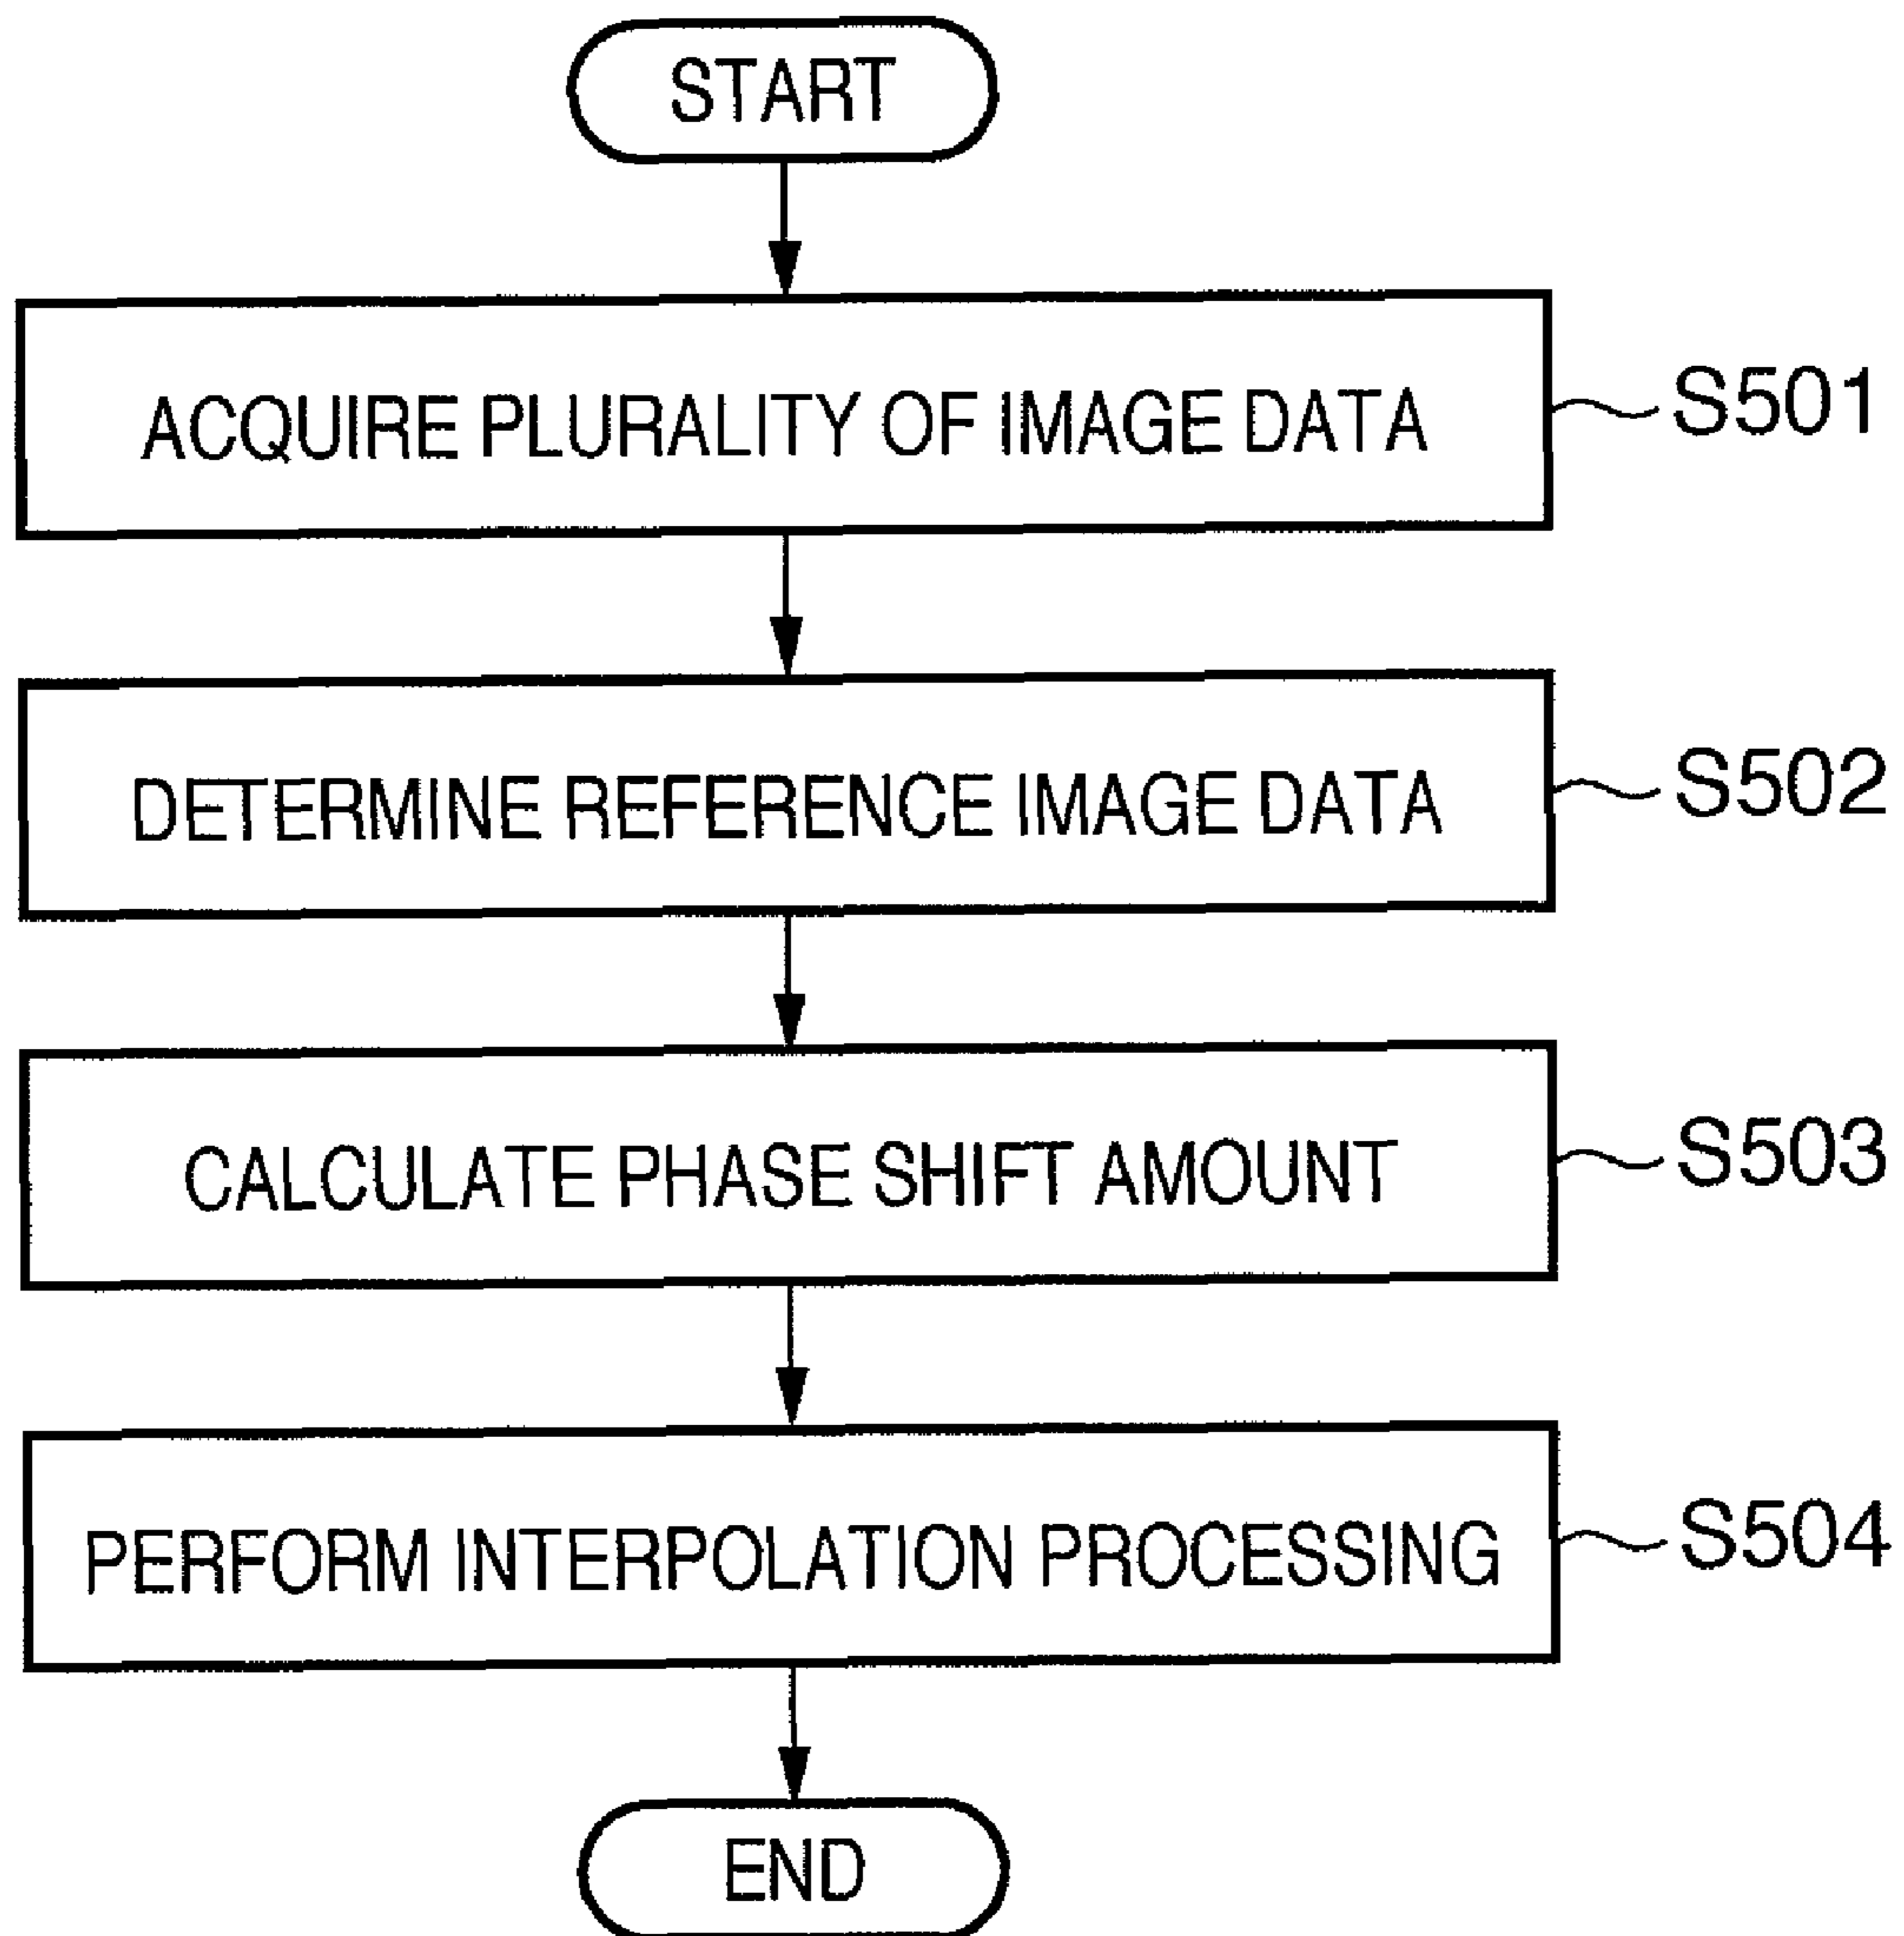 START
ACQUIRE PLURALITY OF IMAGE DATA
S501
DETERMINE REFERENCE IMAGE DATA
S502
CALCULATE PHASE SHIFT AMOUNT
S503
PERFORM INTERPOLATION PROCESSING
S504
END